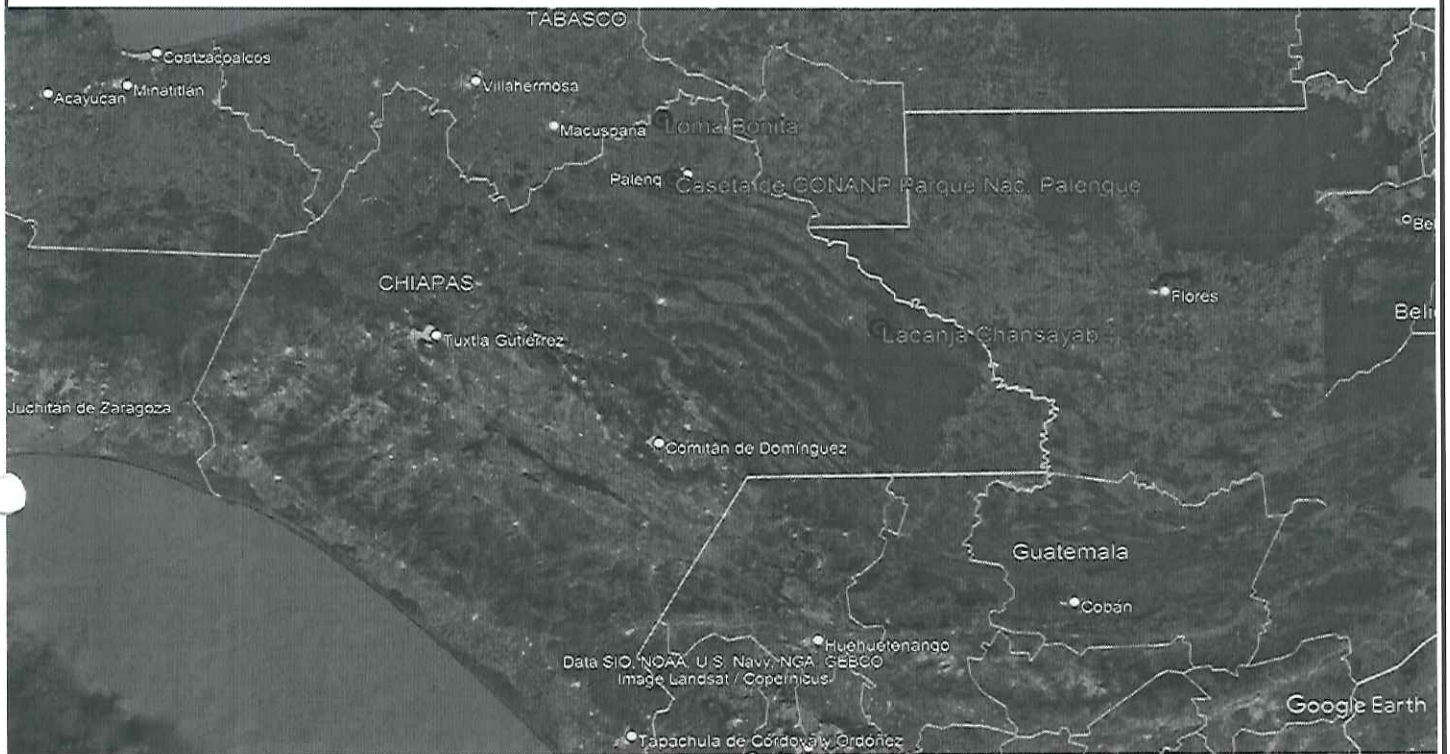 TABASCO
Coatzacoalcos
Villahermosa
Minatitlán
Acayucan
Macuspana
Loma Bonita
Palenq
Caseta de CONANP Parque Nac. Palenque
Bel
CHIAPAS
Flores
Beli
Lacanja Chansayab
Tuxtla Gutiérrez
Juchitán de Zaragoza
Comitán de Domínguez
Guatemala
Cobán
Huehuetenango
Data SIO, NOAA, U.S. Navy, NGA, GEBCO
Image Landsat / Copernicus
Google Earth
Tapachula de Córdova y Ordóñez